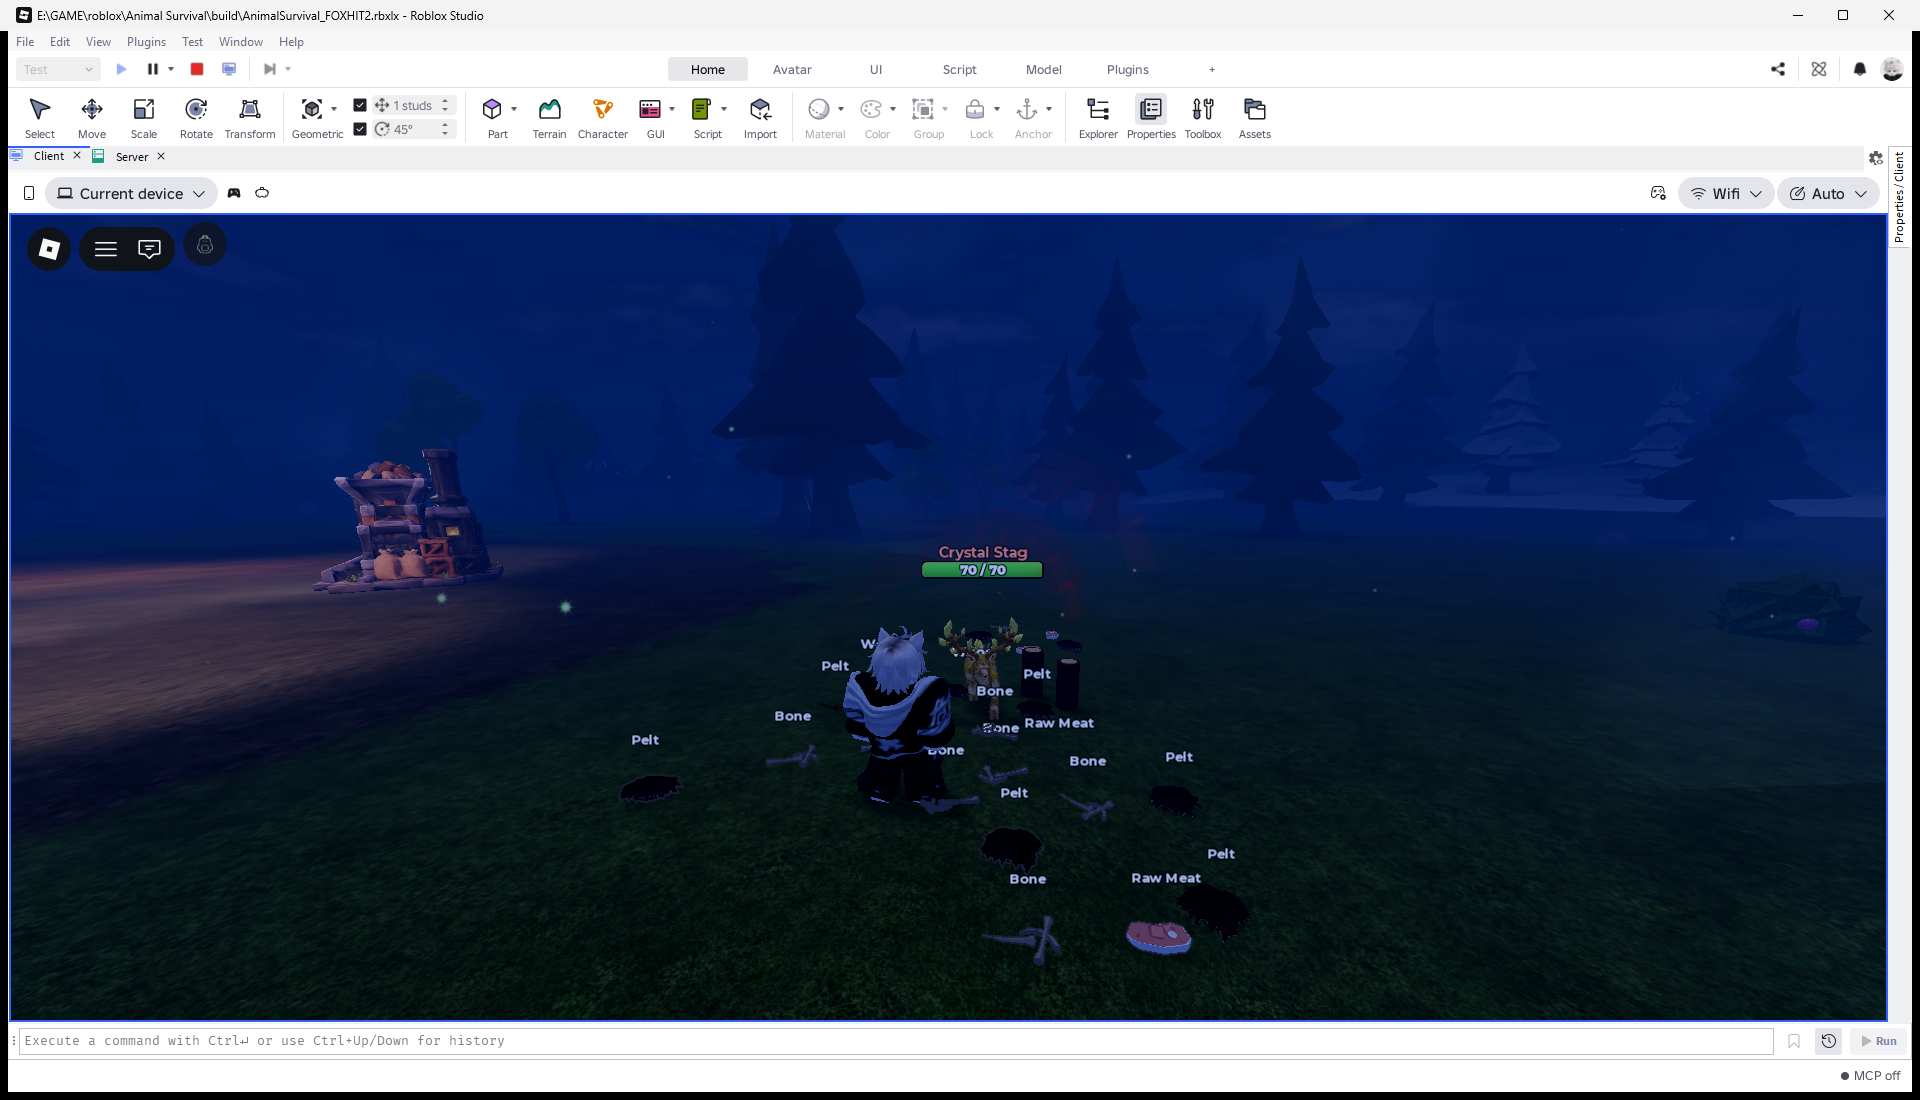 E:\GAME\roblox\Animal Survival\build\AnimalSurvival_FOXHIT2.rbxlx - Roblox Studio
File Edit View Plugins Test Window Help
Test
Home Avatar UI Script Model Plugins +
1 studs
45°
Select Move Scale Rotate Transform Geometric Part Terrain Character GUI Script Import Material Color Group Lock Anchor Explorer Properties Toolbox Assets
Client Server
Properties / Client
Current device
Wifi
Auto
Crystal Stag
70 / 70
Pelt
Pelt
Bone
Bone
Raw Meat
Bone
Pelt
Bone
Bone
Pelt
Bone
Pelt
Pelt
Raw Meat
Bone
Execute a command with Ctrl↵ or use Ctrl+Up/Down for history
Run
MCP off